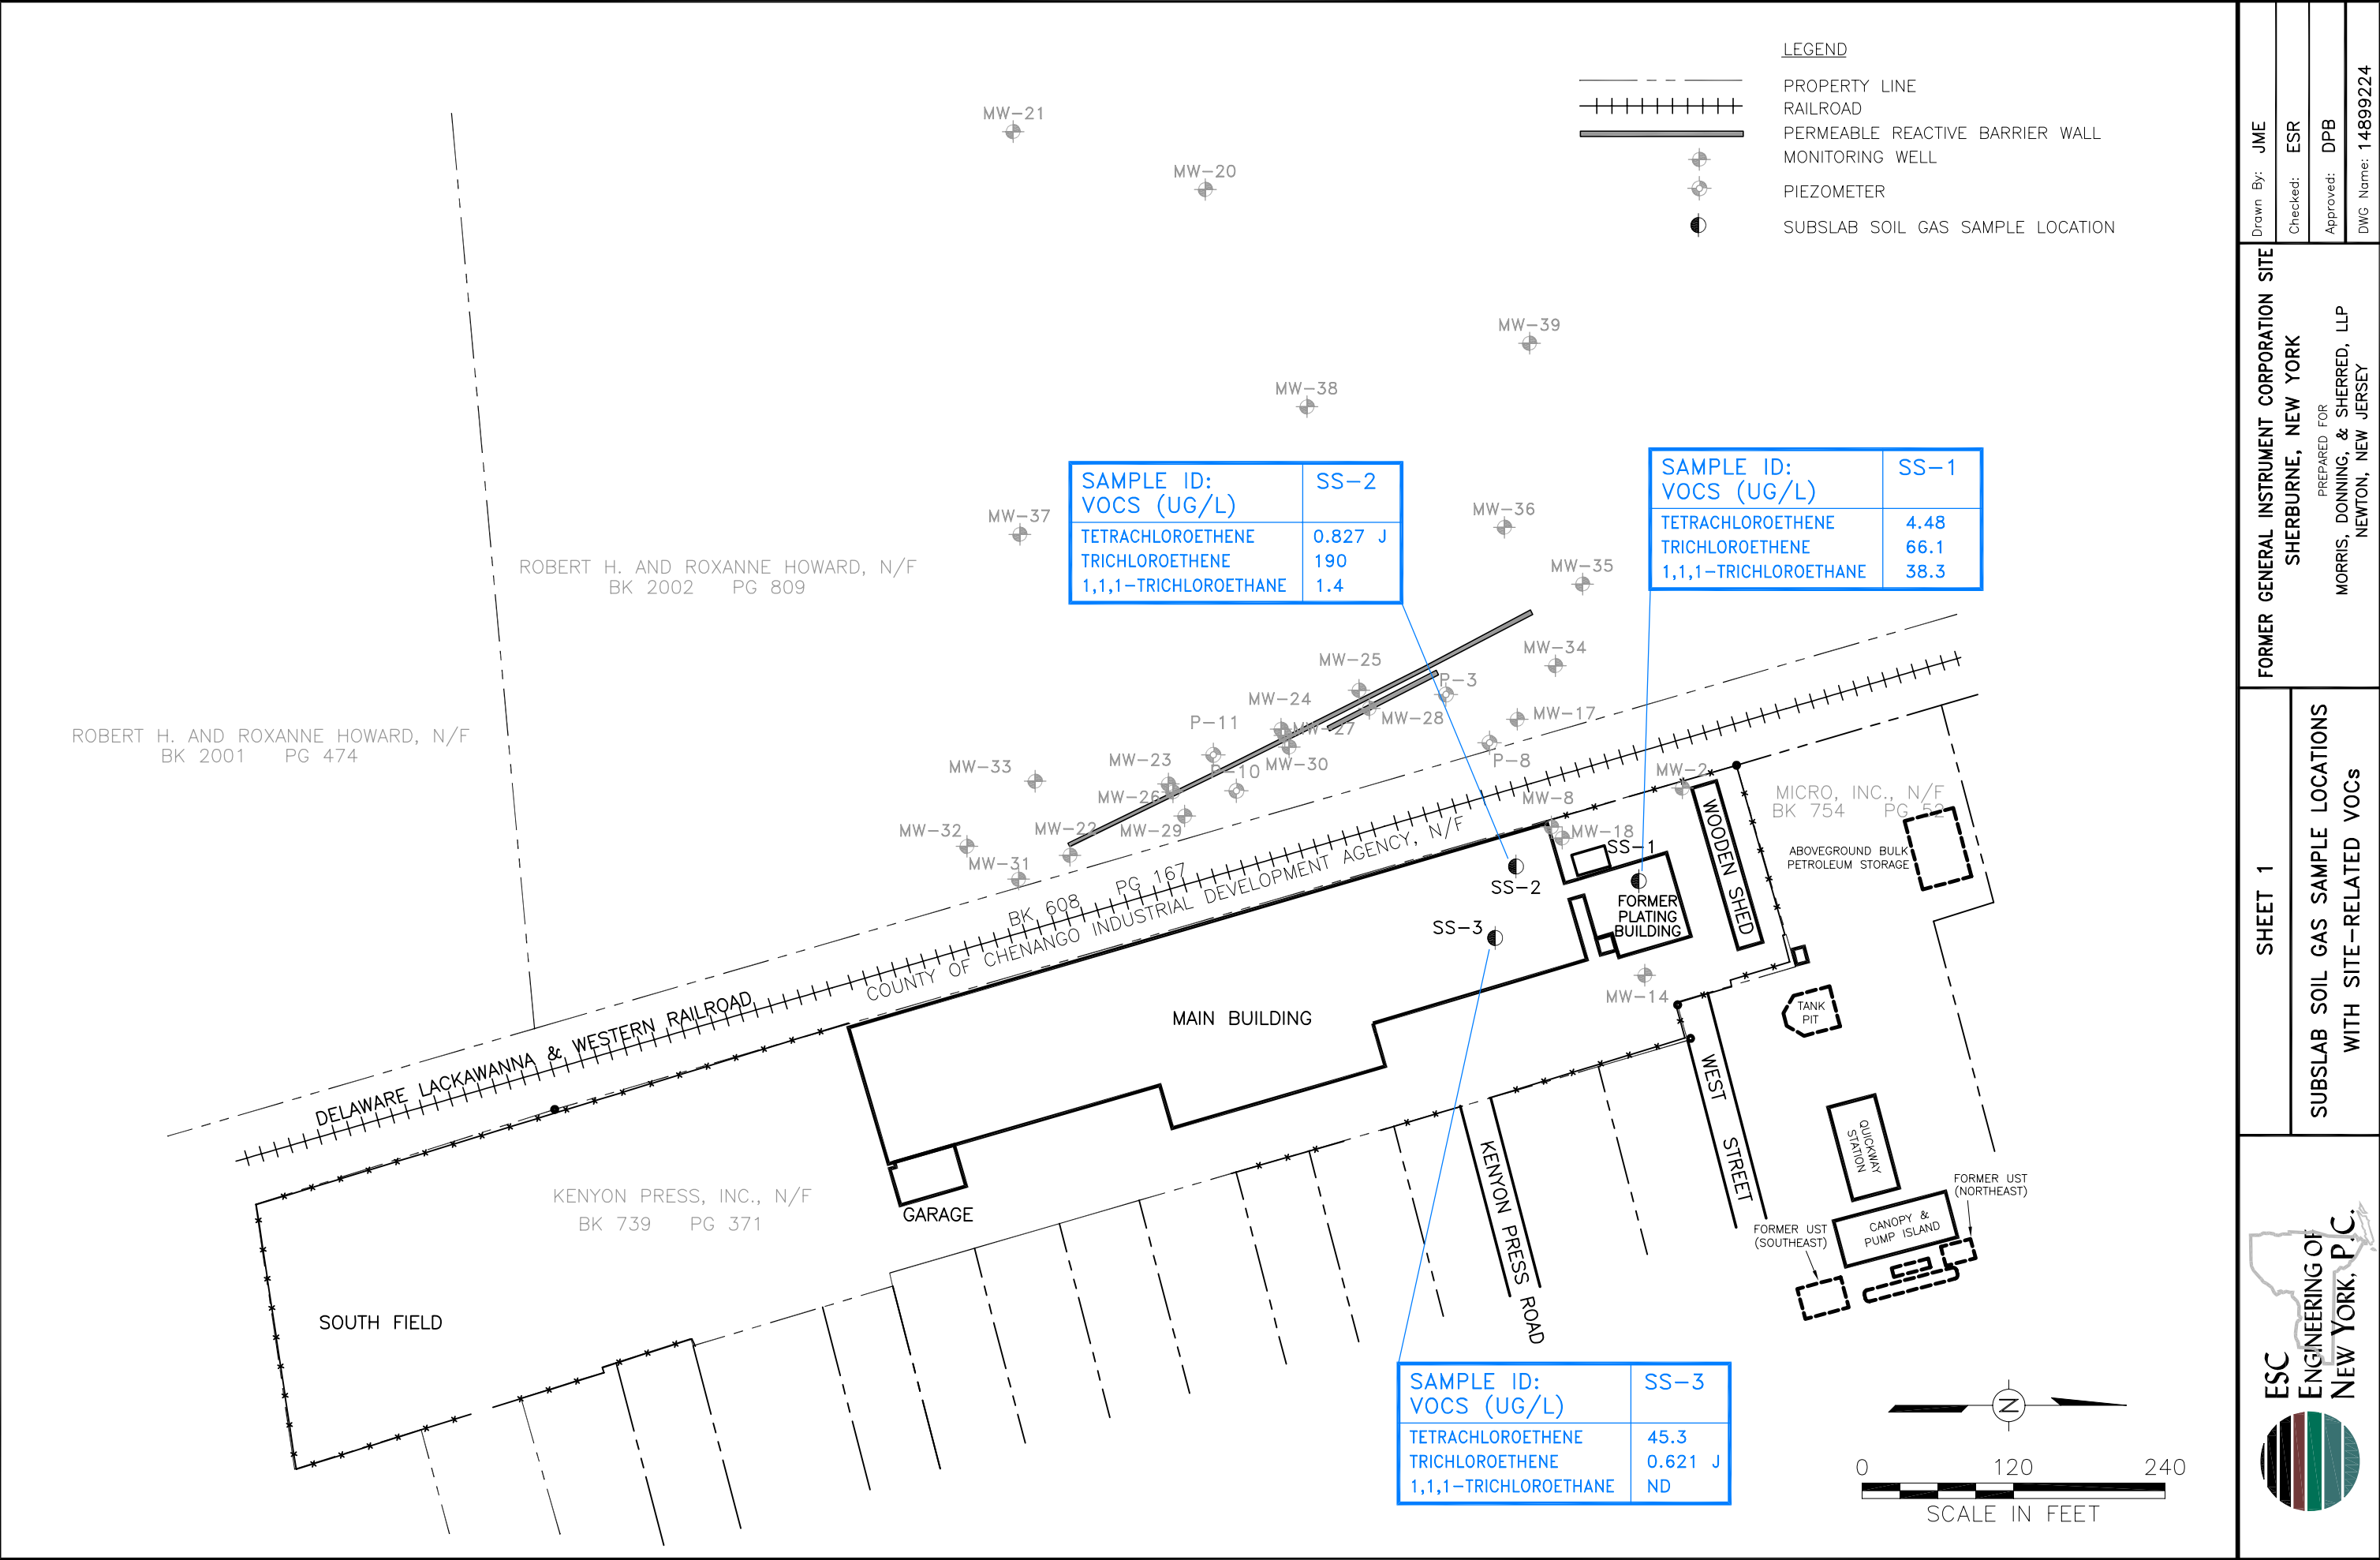 LEGEND
PROPERTY LINE
RAILROAD
PERMEABLE REACTIVE BARRIER WALL
MONITORING WELL
PIEZOMETER
SUBSLAB SOIL GAS SAMPLE LOCATION
MW-21
MW-20
MW-39
MW-38
SAMPLE ID: SS-2
VOCS (UG/L)
TETRACHLOROETHENE 0.827 J
TRICHLOROETHENE 190
1,1,1-TRICHLOROETHANE 1.4
SAMPLE ID: SS-1
VOCS (UG/L)
TETRACHLOROETHENE 4.48
TRICHLOROETHENE 66.1
1,1,1-TRICHLOROETHANE 38.3
MW-37
MW-36
MW-35
ROBERT H. AND ROXANNE HOWARD, N/F
BK 2002 PG 809
MW-34
MW-25
P-3
MW-24
MW-28
MW-17
P-11
MW-27
ROBERT H. AND ROXANNE HOWARD, N/F
BK 2001 PG 474
MW-23
MW-33
P-10
MW-30
P-8
MW-2
MW-26
MW-8
MICRO, INC., N/F
BK 754 PG 52
MW-32
MW-22
MW-29
MW-18
MW-31
SS-1
WOODEN SHED
ABOVEGROUND BULK
PETROLEUM STORAGE
BK 608 PG 167
COUNTY OF CHENANGO INDUSTRIAL DEVELOPMENT AGENCY, N/F
SS-2
SS-3
FORMER
PLATING
BUILDING
MW-14
DELAWARE LACKAWANNA & WESTERN RAILROAD
MAIN BUILDING
TANK
PIT
WEST STREET
KENYON PRESS ROAD
QUICKWAY
STATION
KENYON PRESS, INC., N/F
BK 739 PG 371
GARAGE
FORMER UST
(NORTHEAST)
CANOPY &
PUMP ISLAND
FORMER UST
(SOUTHEAST)
SOUTH FIELD
SAMPLE ID: SS-3
VOCS (UG/L)
TETRACHLOROETHENE 45.3
TRICHLOROETHENE 0.621 J
1,1,1-TRICHLOROETHANE ND
N
0 120 240
SCALE IN FEET
Drawn By: JME
Checked: ESR
Approved: DPB
DWG Name: 14899224
FORMER GENERAL INSTRUMENT CORPORATION SITE
SHERBURNE, NEW YORK
PREPARED FOR
MORRIS, DONNING, & SHERRED, LLP
NEWTON, NEW JERSEY
SHEET 1
SUBSLAB SOIL GAS SAMPLE LOCATIONS
WITH SITE-RELATED VOCs
ESC
ENGINEERING OF
NEW YORK, P.C.